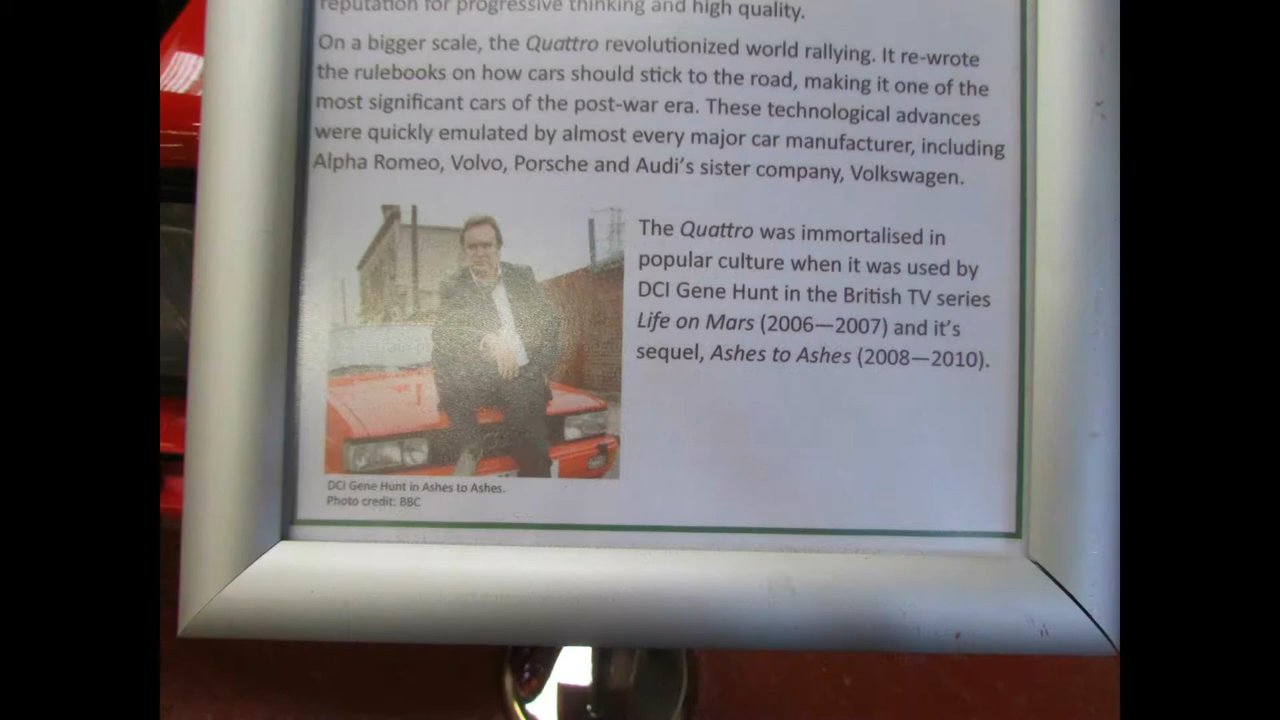 reputation for progressive thinking and high quality.
On a bigger scale, the Quattro revolutionized world rallying. It re-wrote
the rulebooks on how cars should stick to the road, making it one of the
most significant cars of the post-war era. These technological advances
were quickly emulated by almost every major car manufacturer, including
Alpha Romeo, Volvo, Porsche and Audi's sister company, Volkswagen.
The Quattro was immortalised in
popular culture when it was used by
DCI Gene Hunt in the British TV series
Life on Mars (2006—2007) and it's
sequel, Ashes to Ashes (2008—2010).
DCI Gene Hunt in Ashes to Ashes.
Photo credit: BBC